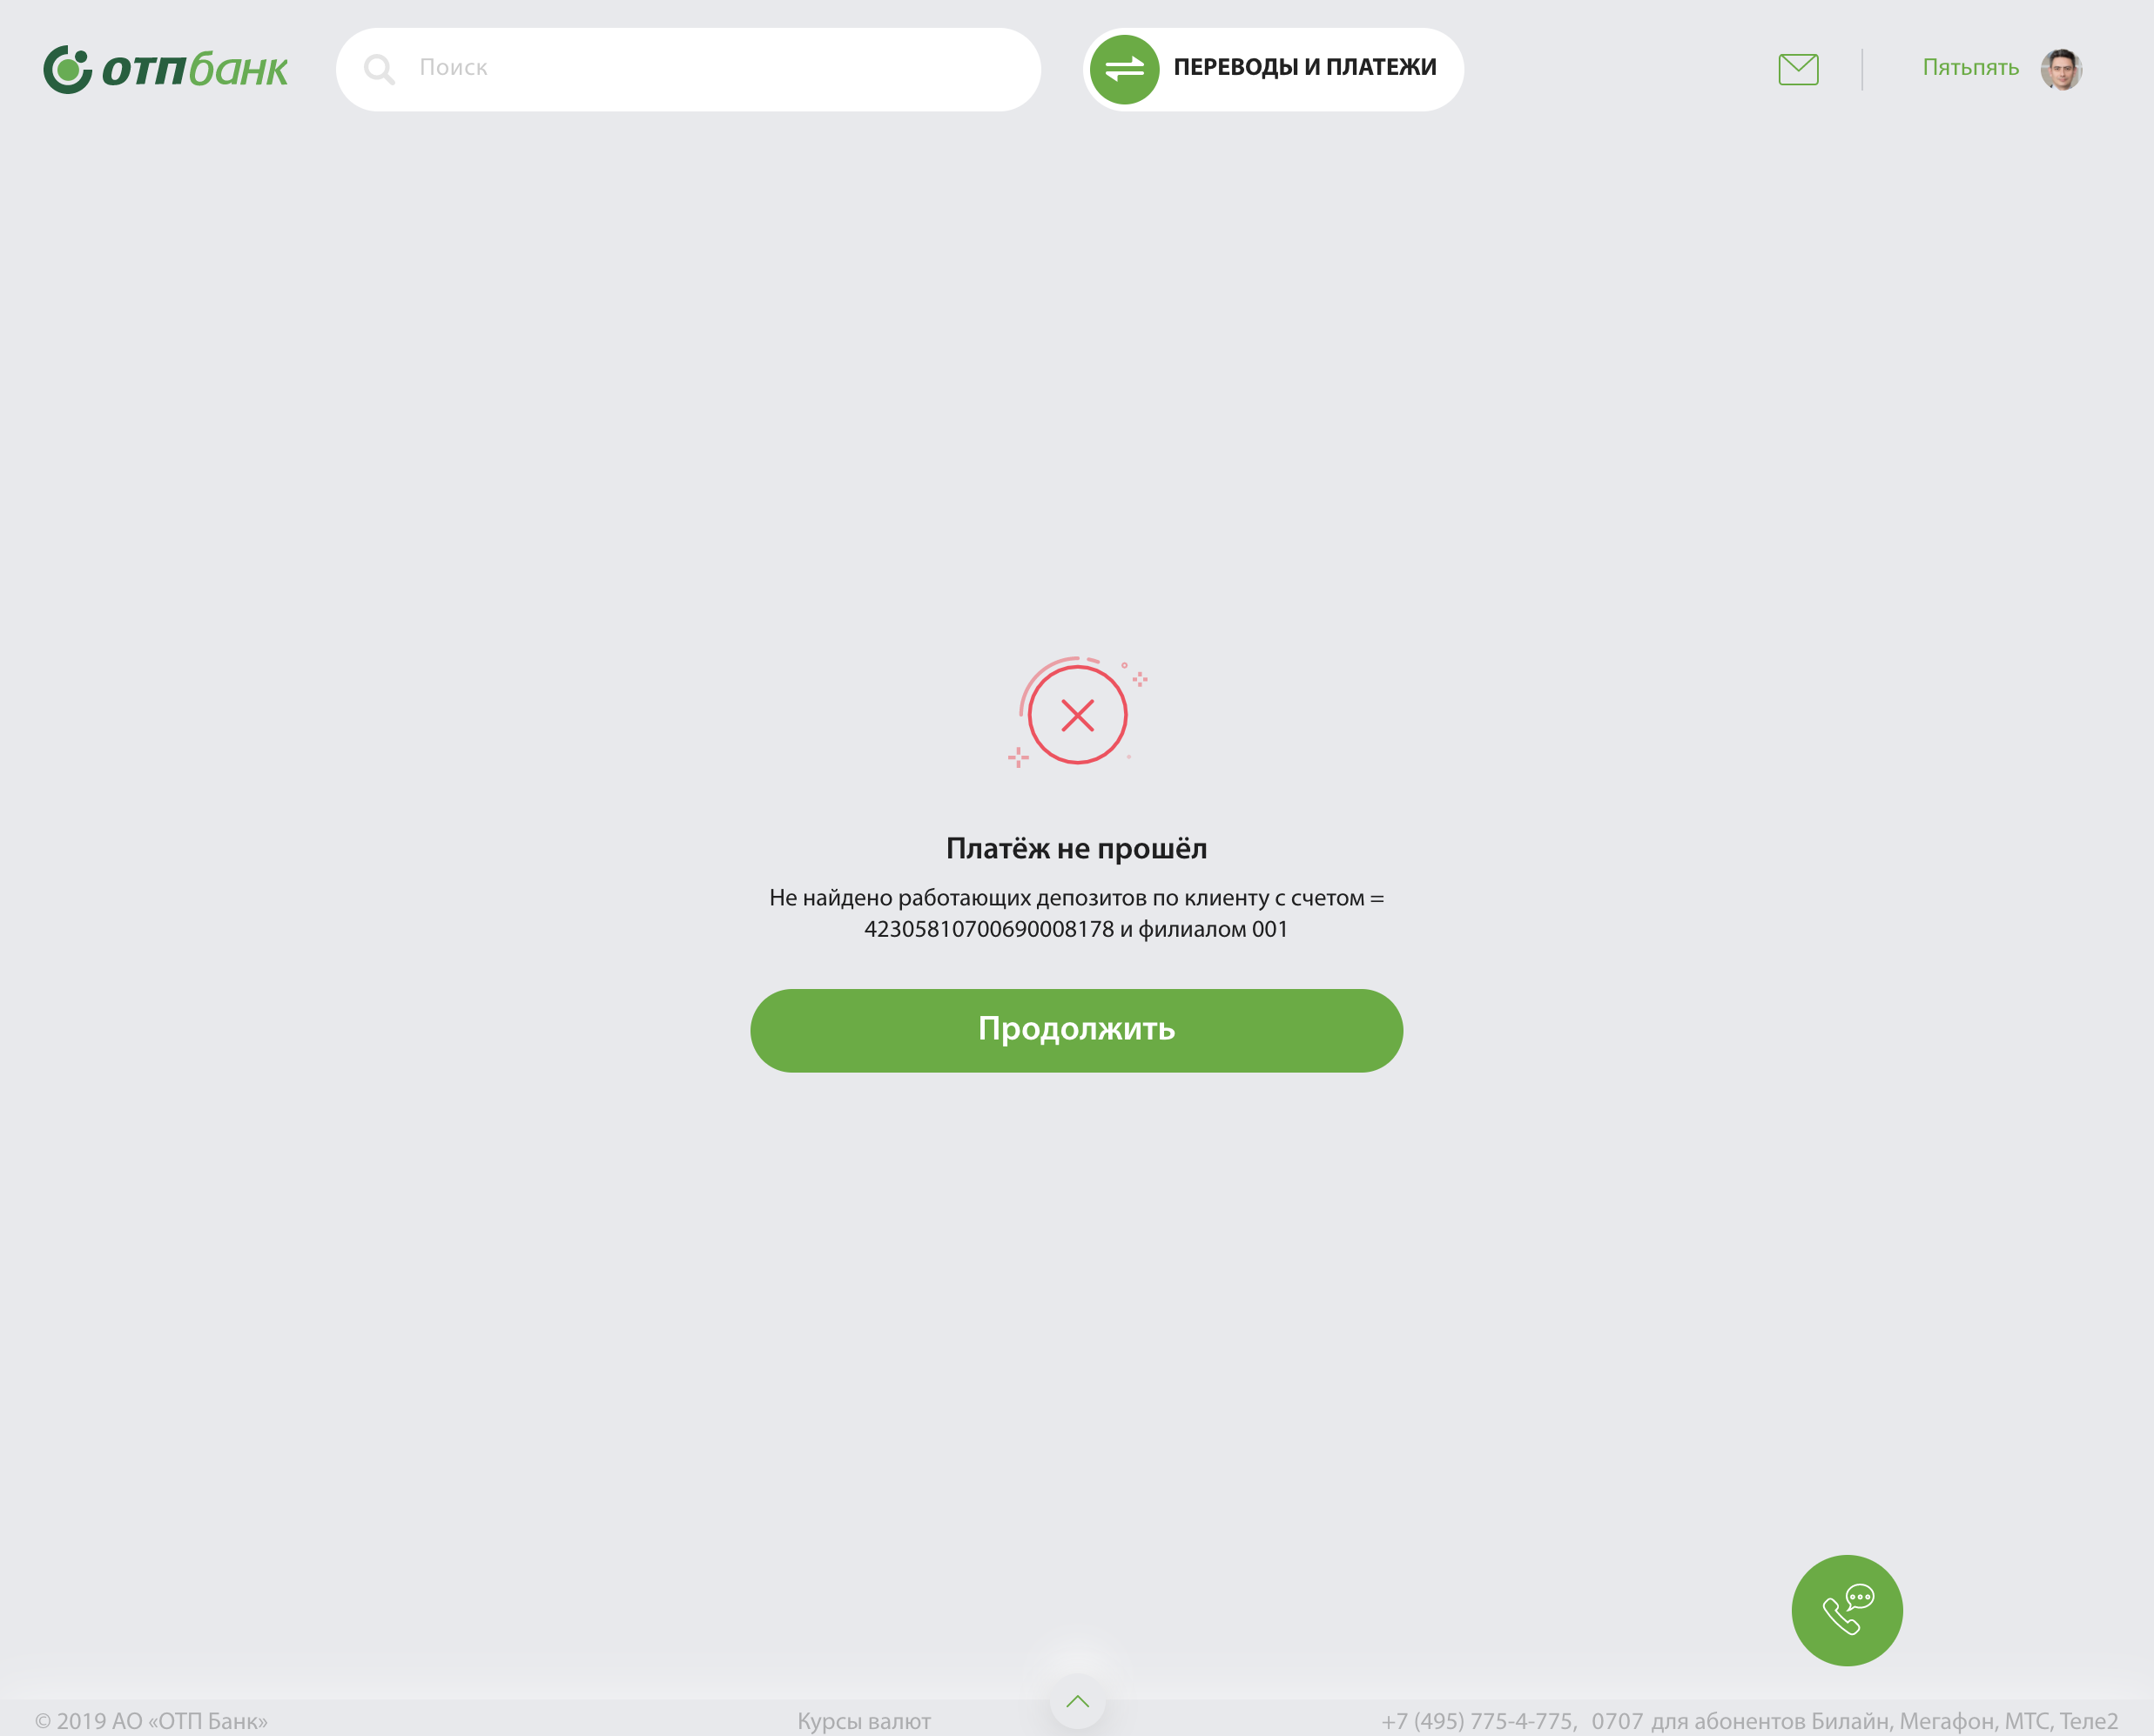 отпбанк
Поиск
ПЕРЕВОДЫ И ПЛАТЕЖИ
Пятьпять
Платёж не прошёл
Не найдено работающих депозитов по клиенту с счетом =
42305810700690008178 и филиалом 001
Продолжить
© 2019 АО «ОТП Банк»
Курсы валют
+7 (495) 775-4-775, 0707 для абонентов Билайн, Мегафон, МТС, Теле2